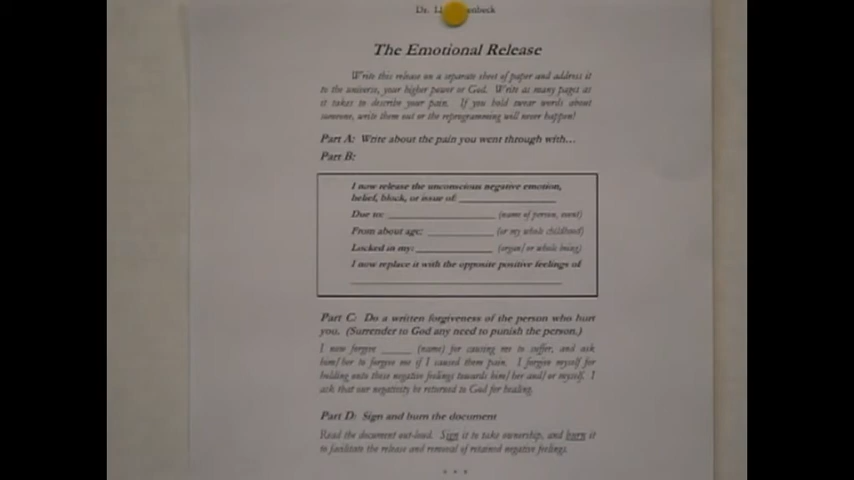 Dr. Ll enbeck
The Emotional Release
Write this release on a separate sheet of paper and address it
to the universe, your higher power or God. Write as many pages as
it takes to describe your pain. If you hold swear words about
someone, write them out or the reprogramming will never happen!
Part A: Write about the pain you went through with...
Part B:
I now release the unconscious negative emotion,
belief, block, or issue of: ____________
Due to: ____________ (name of person, event)
From about age: ____________ (or my whole childhood)
Locked in my: ____________ (organ/ or whole being)
I now replace it with the opposite positive feelings of
____________
Part C: Do a written forgiveness of the person who hurt
you. (Surrender to God any need to punish the person.)
I now forgive ______ (name) for causing me to suffer, and ask
him/her to forgive me if I caused them pain. I forgive myself for
holding onto these negative feelings towards him/her and/or myself. I
ask that our negativity be returned to God for healing.
Part D: Sign and burn the document
Read the document out-loud. Sign it to take ownership, and burn it
to facilitate the release and removal of retained negative feelings.
* * *